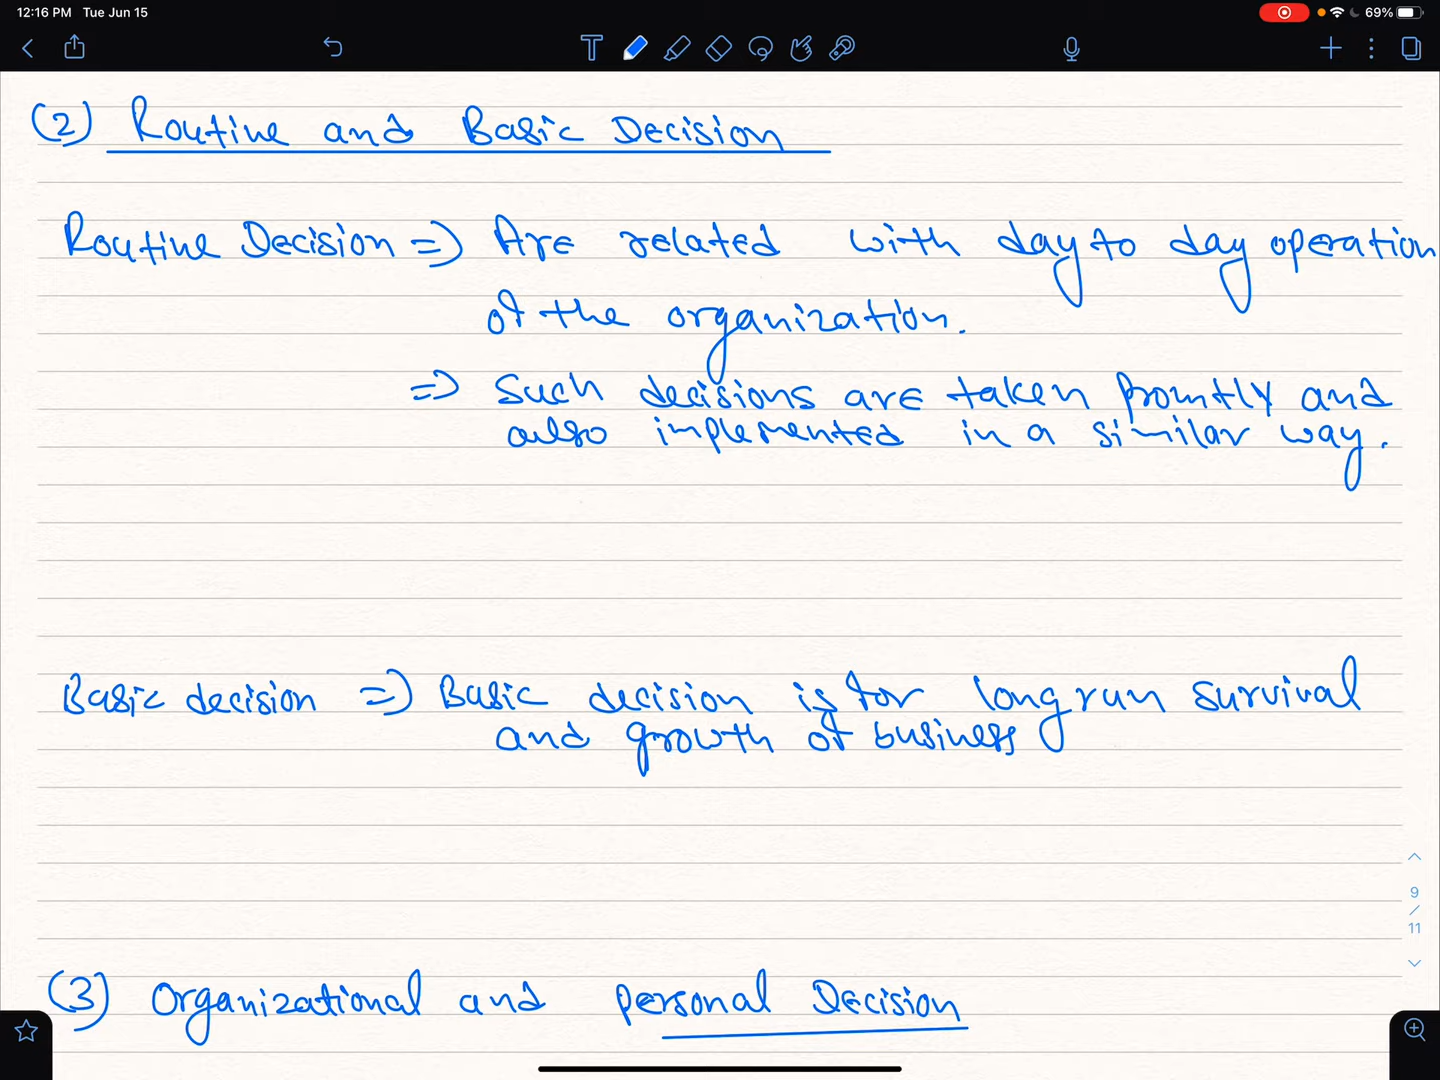 12:16 PM Tue Jun 15
69%
(2) Routine and Basic Decision
Routine Decision => Are related with day to day operation
of the organization.
=> Such decisions are taken promtly and
also implemented in a similar way.
Basic decision => Basic decision is for long run survival
and growth of business
9
/
11
(3) Organizational and personal Decision